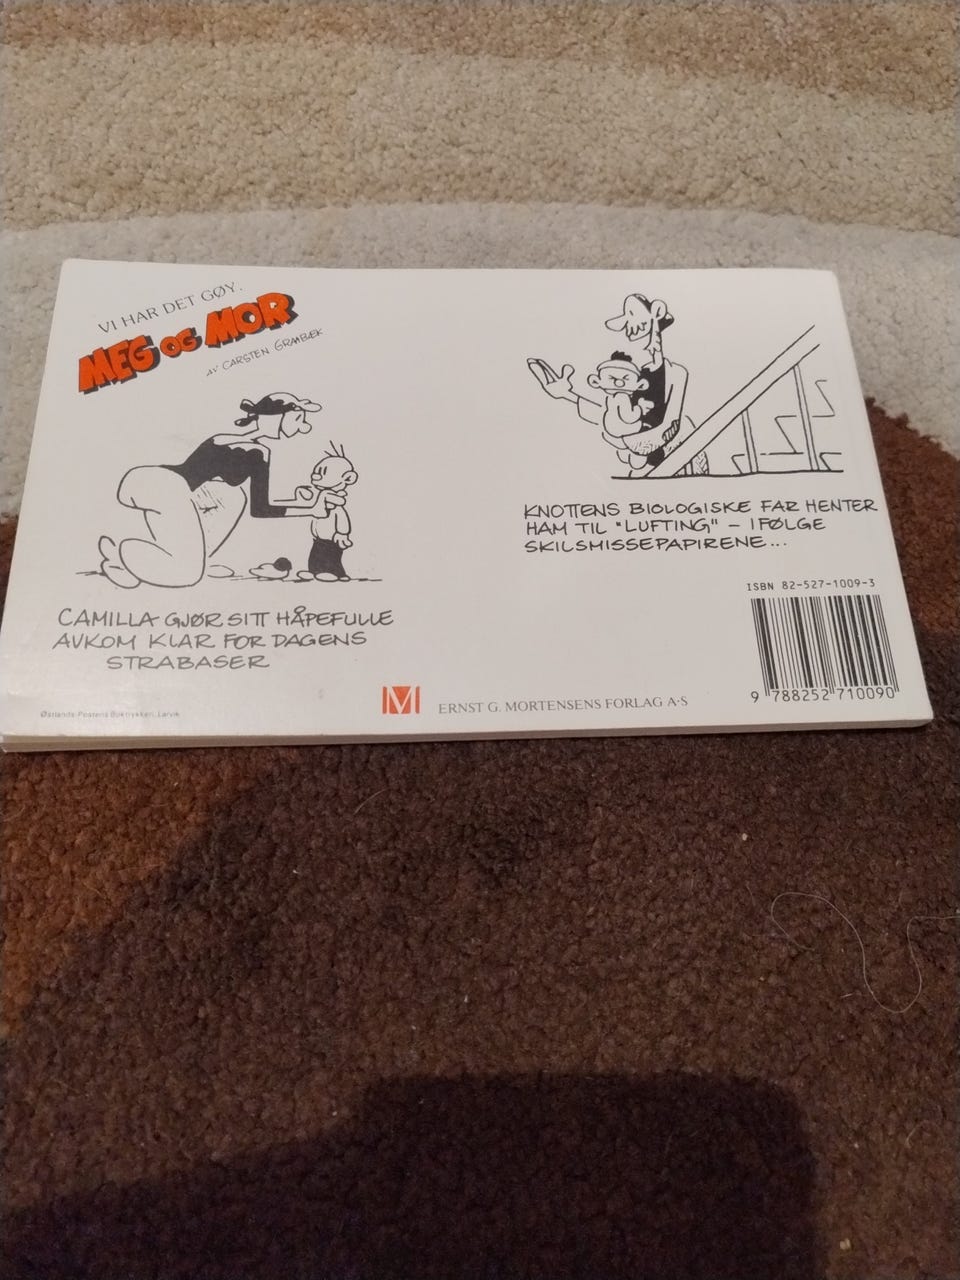 VI HAR DET GØY.
MEG OG MOR
AV CARSTEN GRAABÆK
CAMILLA GJØR SITT HÅPEFULLE
AVKOM KLAR FOR DAGENS
STRABASER
KNOTTENS BIOLOGISKE FAR HENTER
HAM TIL "LUFTING" – IFØLGE
SKILSMISSEPAPIRENE...
ISBN 82-527-1009-3
9 788252 710090
Østlands-Postens Boktrykkeri, Larvik
M
ERNST G. MORTENSENS FORLAG A·S